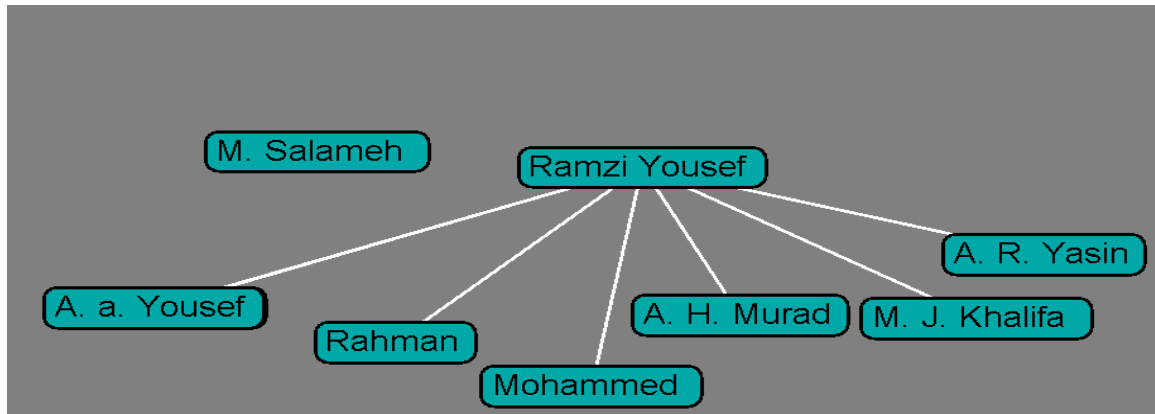 M. Salameh
Ramzi Yousef
A. R. Yasin
A. a. Yousef
A. H. Murad
M. J. Khalifa
Rahman
Mohammed